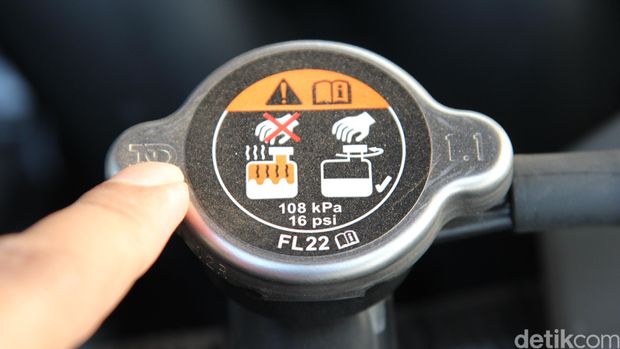 1.1
108 kPa
16 psi
FL22
detikcom